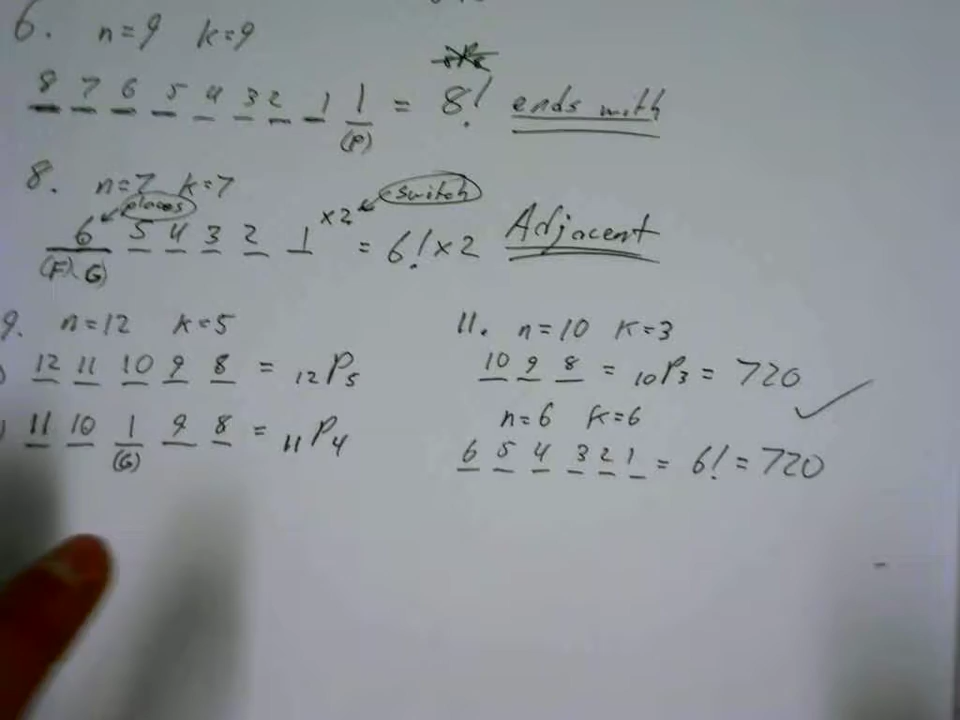 6. n=9 k=9
8 7 6 5 4 3 2 1 1 = 8! ends with
(P)
8. n=7 k=7
places switch
6 5 4 3 2 1 ×2 = 6!×2 Adjacent
(F,G)
9. n=12 k=5
) 12 11 10 9 8 = 12P5
) 11 10 1 9 8 = 11P4
(G)
11. n=10 k=3
10 9 8 = 10P3 = 720
n=6 k=6
6 5 4 3 2 1 = 6! = 720